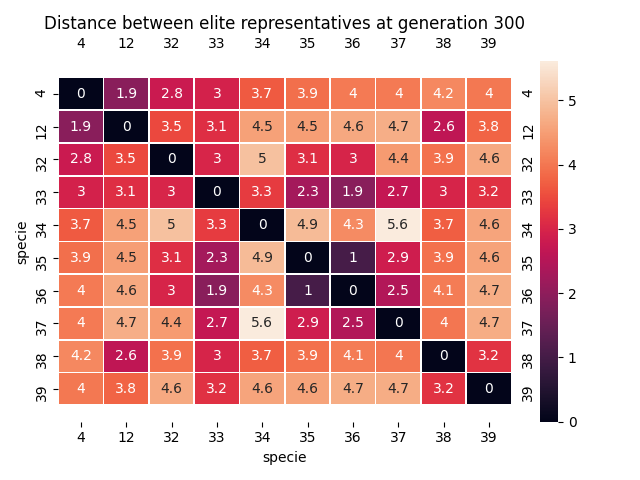 Distance between elite representatives at generation 300
4 12 32 33 34 35 36 37 38 39
4 0 1.9 2.8 3 3.7 3.9 4 4 4.2 4 4
12 1.9 0 3.5 3.1 4.5 4.5 4.6 4.7 2.6 3.8 12
32 2.8 3.5 0 3 5 3.1 3 4.4 3.9 4.6 32
33 3 3.1 3 0 3.3 2.3 1.9 2.7 3 3.2 33
34 3.7 4.5 5 3.3 0 4.9 4.3 5.6 3.7 4.6 34
35 3.9 4.5 3.1 2.3 4.9 0 1 2.9 3.9 4.6 35
36 4 4.6 3 1.9 4.3 1 0 2.5 4.1 4.7 36
37 4 4.7 4.4 2.7 5.6 2.9 2.5 0 4 4.7 37
38 4.2 2.6 3.9 3 3.7 3.9 4.1 4 0 3.2 38
39 4 3.8 4.6 3.2 4.6 4.6 4.7 4.7 3.2 0 39
4 12 32 33 34 35 36 37 38 39
specie
specie
5
4
3
2
1
0